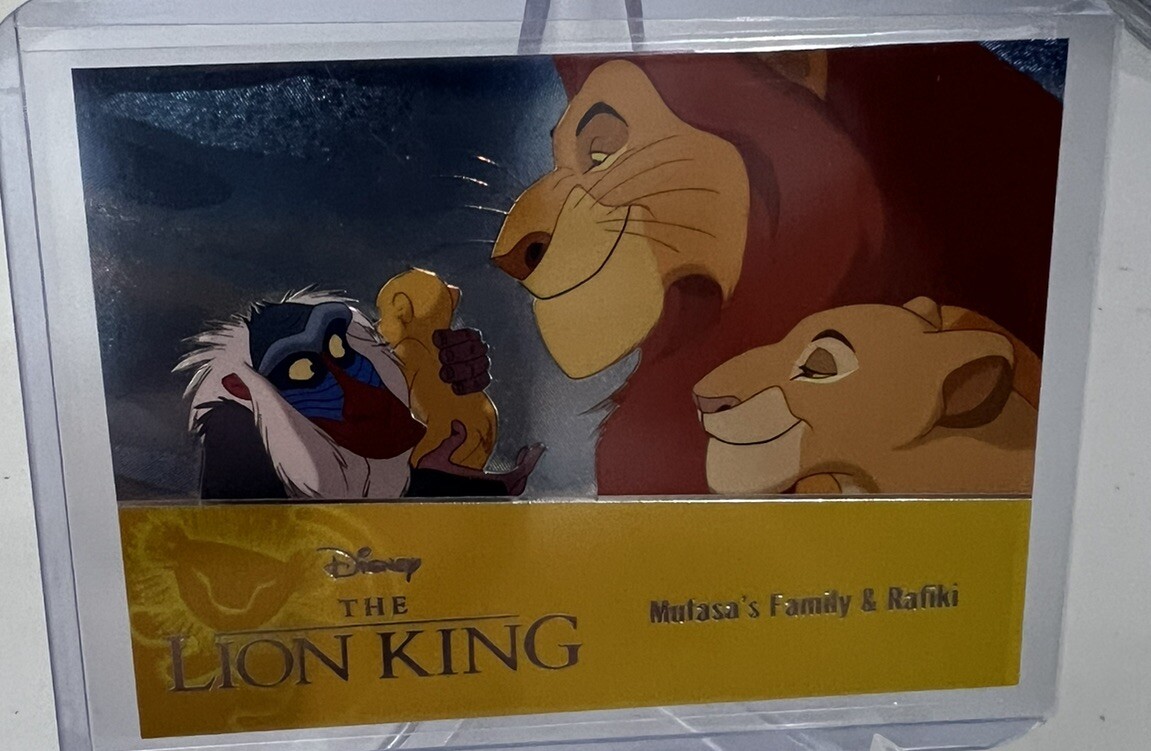 Disney
THE
LION KING
Mufasa's Family & Rafiki